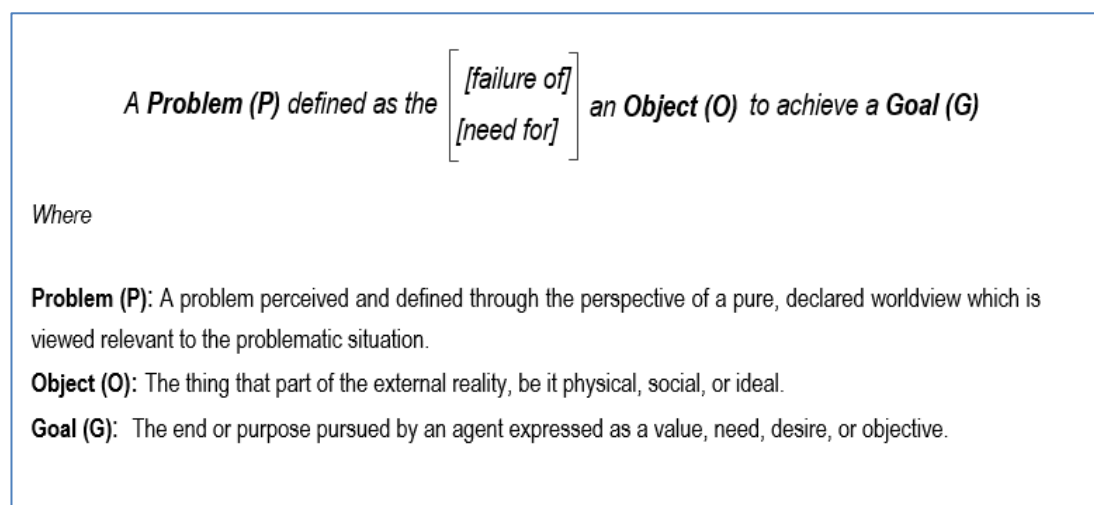 A Problem (P) defined as the [failure of] [need for] an Object (O) to achieve a Goal (G)
Where
Problem (P): A problem perceived and defined through the perspective of a pure, declared worldview which is
viewed relevant to the problematic situation.
Object (O): The thing that part of the external reality, be it physical, social, or ideal.
Goal (G): The end or purpose pursued by an agent expressed as a value, need, desire, or objective.